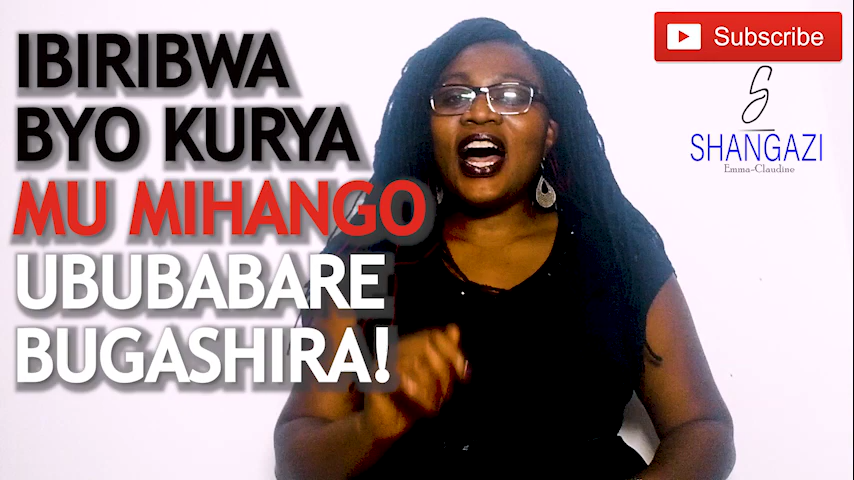 IBIRIBWA
BYO KURYA
MU MIHANGO
UBUBABARE
BUGASHIRA!
Subscribe
S
SHANGAZI
Emma-Claudine